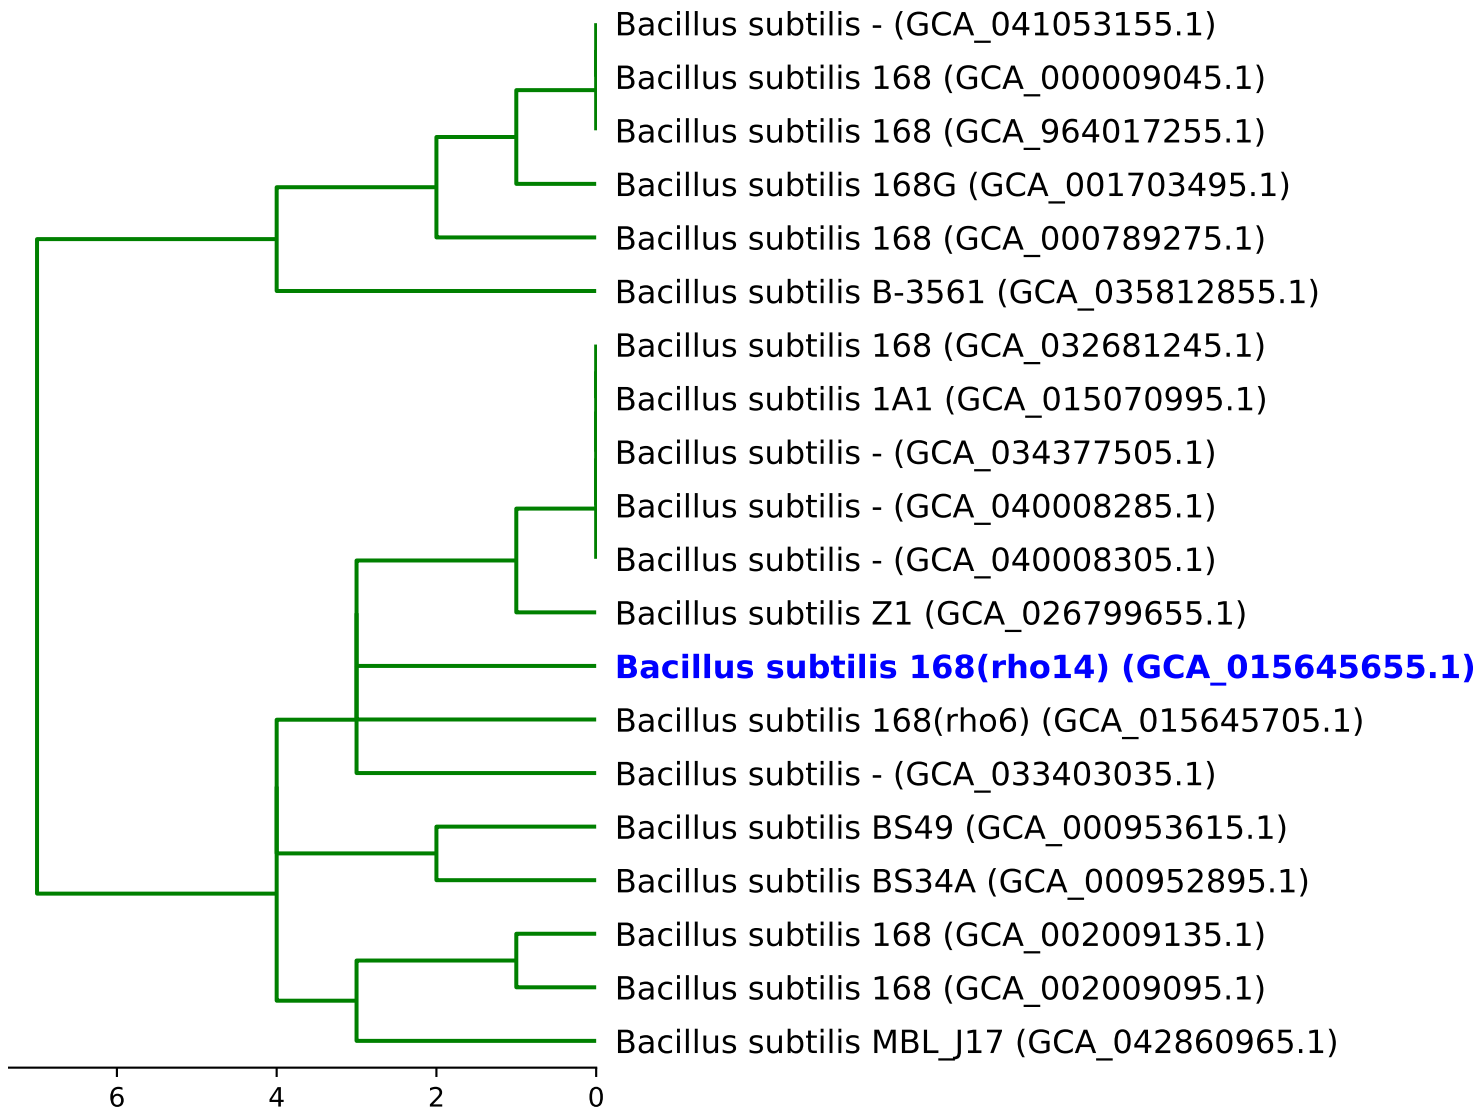 Bacillus subtilis - (GCA_041053155.1)
Bacillus subtilis 168 (GCA_000009045.1)
Bacillus subtilis 168 (GCA_964017255.1)
Bacillus subtilis 168G (GCA_001703495.1)
Bacillus subtilis 168 (GCA_000789275.1)
Bacillus subtilis B-3561 (GCA_035812855.1)
Bacillus subtilis 168 (GCA_032681245.1)
Bacillus subtilis 1A1 (GCA_015070995.1)
Bacillus subtilis - (GCA_034377505.1)
Bacillus subtilis - (GCA_040008285.1)
Bacillus subtilis - (GCA_040008305.1)
Bacillus subtilis Z1 (GCA_026799655.1)
Bacillus subtilis 168(rho14) (GCA_015645655.1)
Bacillus subtilis 168(rho6) (GCA_015645705.1)
Bacillus subtilis - (GCA_033403035.1)
Bacillus subtilis BS49 (GCA_000953615.1)
Bacillus subtilis BS34A (GCA_000952895.1)
Bacillus subtilis 168 (GCA_002009135.1)
Bacillus subtilis 168 (GCA_002009095.1)
Bacillus subtilis MBL_J17 (GCA_042860965.1)
6 4 2 0